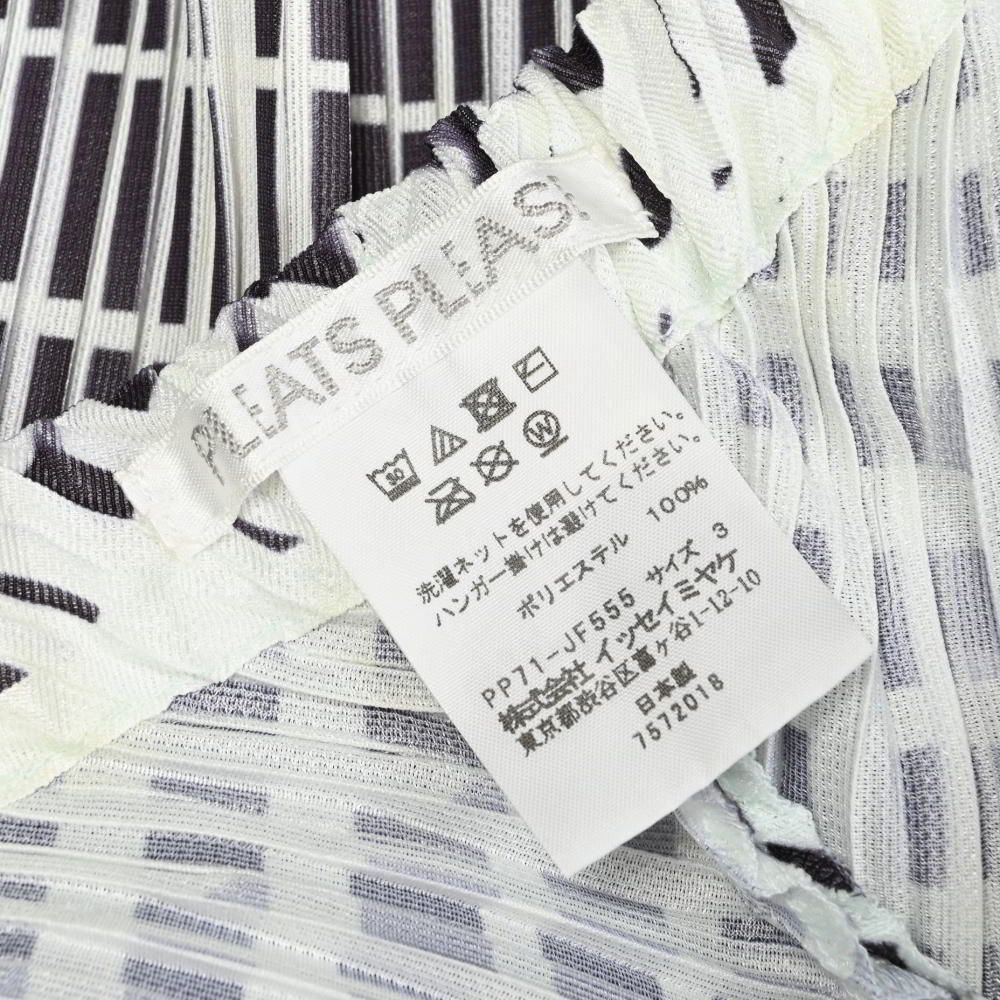 PLEATS PLEASE
30
W
洗濯ネットを使用してください。
ハンガー掛けは避けてください。
ポリエステル 100%
PP71-JF555 サイズ 3
株式会社 イッセイミヤケ
東京都渋谷区富ヶ谷1-12-10
日本製
7572018